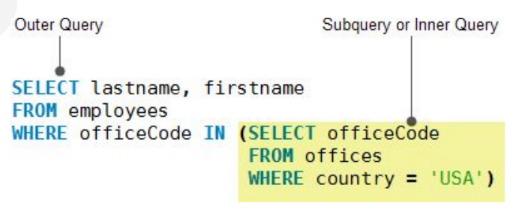 Outer Query Subquery or Inner Query
SELECT lastname, firstname
FROM employees
WHERE officeCode IN (SELECT officeCode
FROM offices
WHERE country = 'USA')